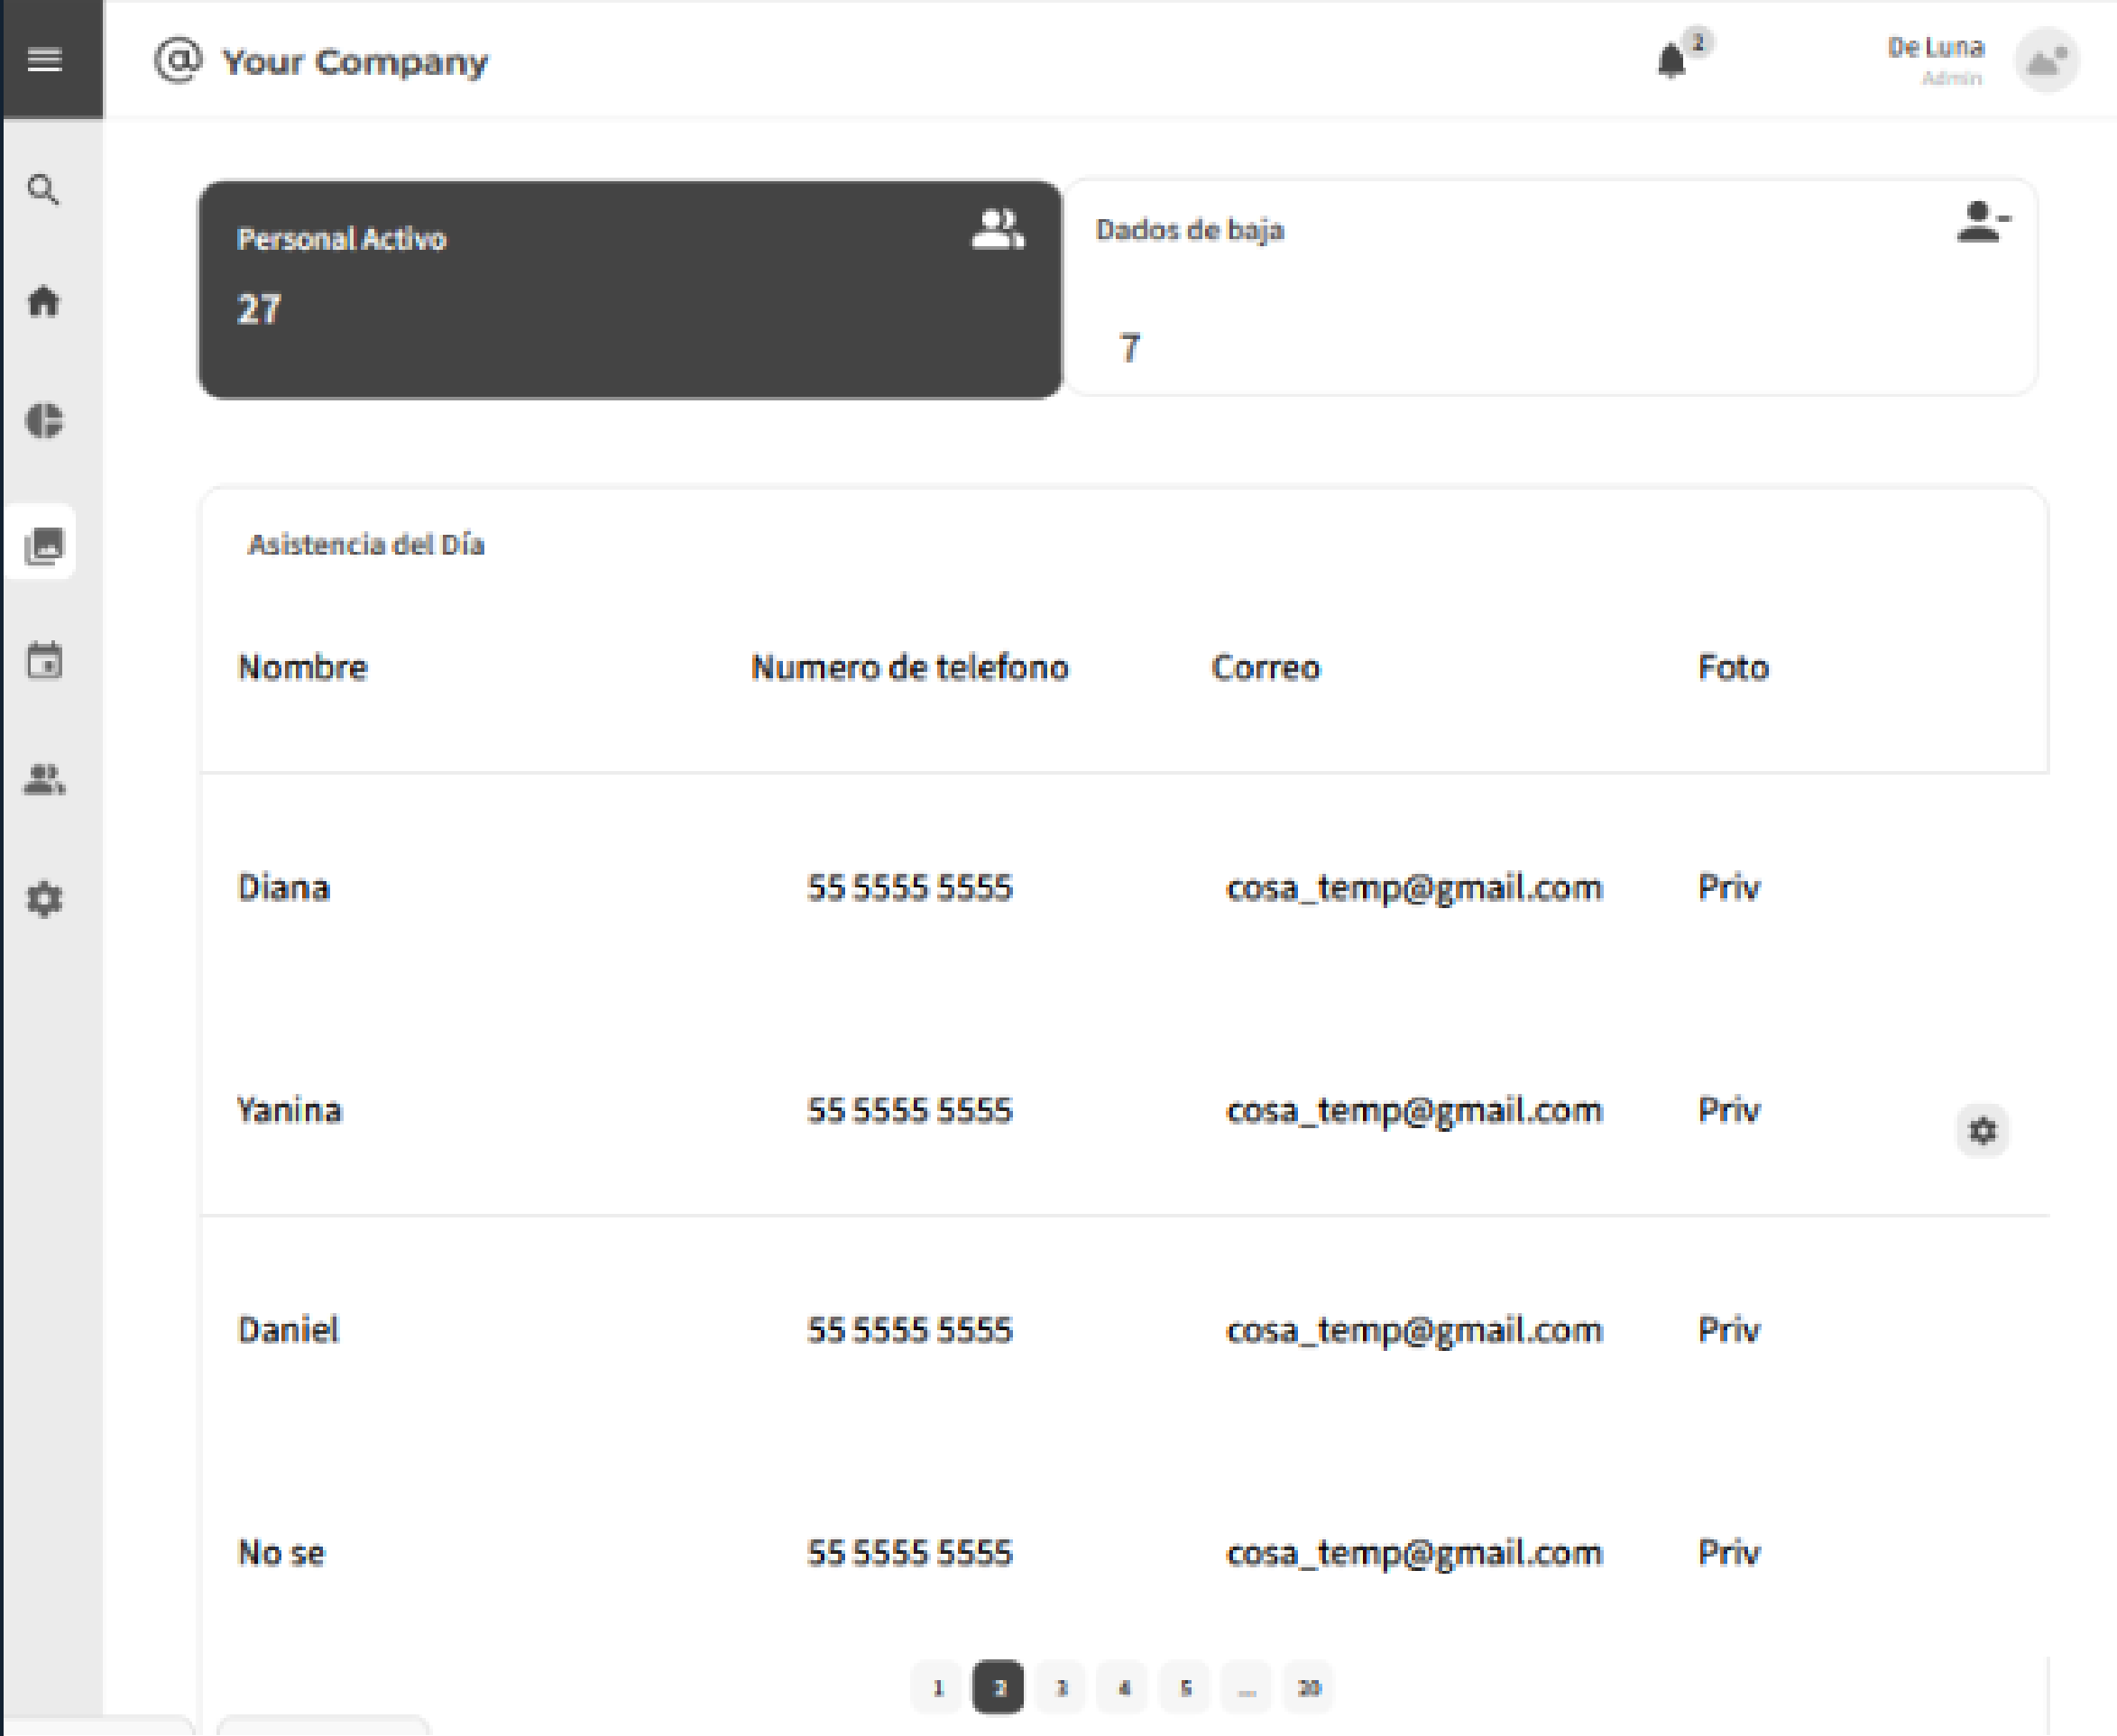 @ Your Company
2
De Luna
Admin
Personal Activo
27
Dados de baja
7
Asistencia del Día
Nombre Numero de telefono Correo Foto
Diana 55 5555 5555 cosa_temp@gmail.com Priv
Yanina 55 5555 5555 cosa_temp@gmail.com Priv
Daniel 55 5555 5555 cosa_temp@gmail.com Priv
No se 55 5555 5555 cosa_temp@gmail.com Priv
1 2 3 4 5 ... 20